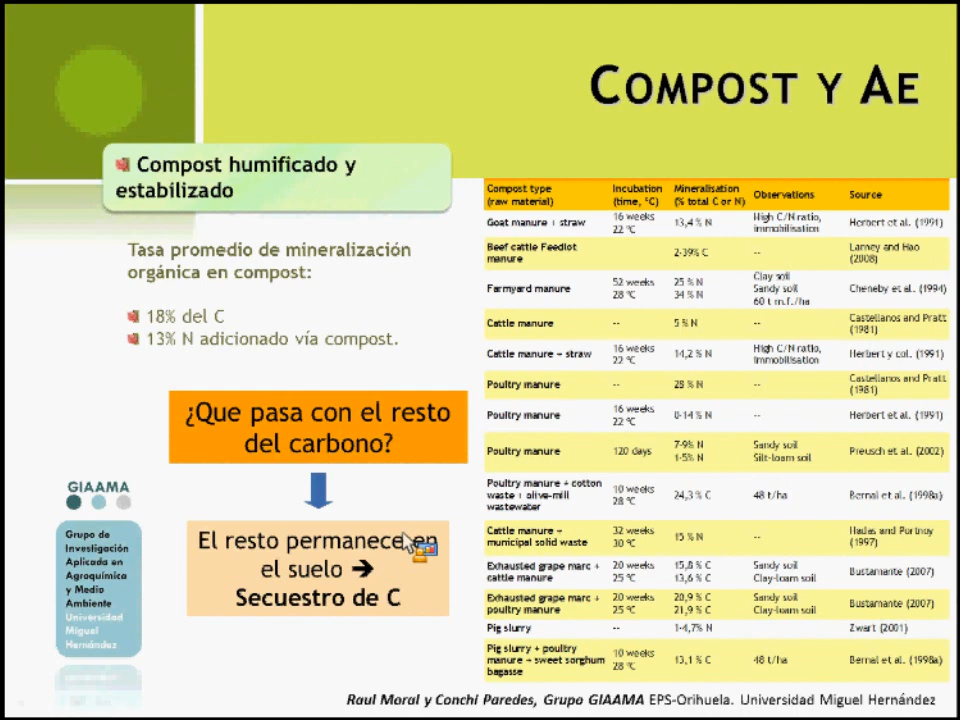 COMPOST Y AE
Compost humificado y
estabilizado
Tasa promedio de mineralización
orgánica en compost:
18% del C
13% N adicionado vía compost.
¿Que pasa con el resto
del carbono?
El resto permanece en
el suelo ➔
Secuestro de C
GIAAMA
Grupo de
Investigación
Aplicada en
Agroquímica
y Medio
Ambiente
Universidad
Miguel
Hernández
Compost type (raw material) Incubation (time, °C) Mineralisation (% total C or N) Observations Source
Goat manure + straw 16 weeks 22 °C 13,4 % N High C/N ratio, immobilisation Herbert et al. (1991)
Beef cattle Feedlot manure 2-39% C -- Larney and Hao (2008)
Farmyard manure 52 weeks 28 °C 25 % N 34 % N Clay soil Sandy soil 60 t m.f./ha Cheneby et al. (1994)
Cattle manure -- 5 % N -- Castellanos and Pratt (1981)
Cattle manure + straw 16 weeks 22 °C 14,2 % N High C/N ratio, immobilisation Herbert y col. (1991)
Poultry manure -- 28 % N -- Castellanos and Pratt (1981)
Poultry manure 16 weeks 22 °C 0-14 % N -- Herbert et al. (1991)
Poultry manure 120 days 7-9% N 1-5% N Sandy soil Silt-loam soil Preusch et al. (2002)
Poultry manure + cotton waste + olive-mill wastewater 10 weeks 28 °C 24,3 % C 48 t/ha Bernal et al. (1998a)
Cattle manure + municipal solid waste 32 weeks 30 °C 15 % N -- Hadas and Portnoy (1997)
Exhausted grape marc + cattle manure 20 weeks 25 °C 15,8 % C 13,6 % C Sandy soil Clay-loam soil Bustamante (2007)
Exhausted grape marc + poultry manure 20 weeks 25 °C 20,9 % C 21,9 % C Sandy soil Clay-loam soil Bustamante (2007)
Pig slurry -- 1-4,7% N Zwart (2001)
Pig slurry + poultry manure + sweet sorghum bagasse 10 weeks 28 °C 13,1 % C 48 t/ha Bernal et al. (1998a)
Raul Moral y Conchi Paredes, Grupo GIAAMA EPS-Orihuela. Universidad Miguel Hernández